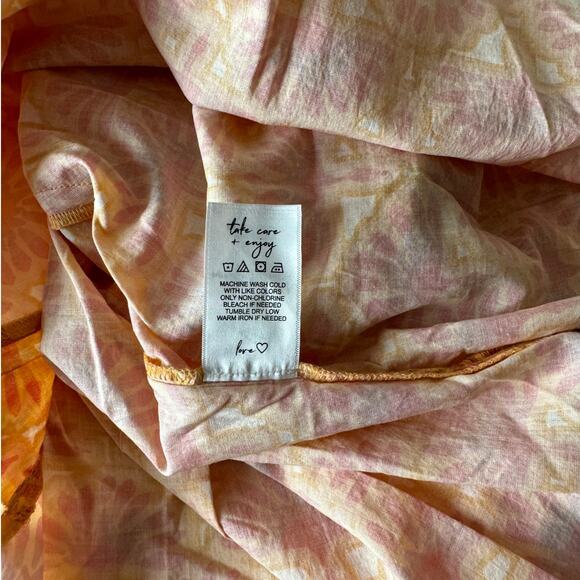 take care
+ enjoy
MACHINE WASH COLD
WITH LIKE COLORS
ONLY NON-CHLORINE
BLEACH IF NEEDED
TUMBLE DRY LOW
WARM IRON IF NEEDED
love♡